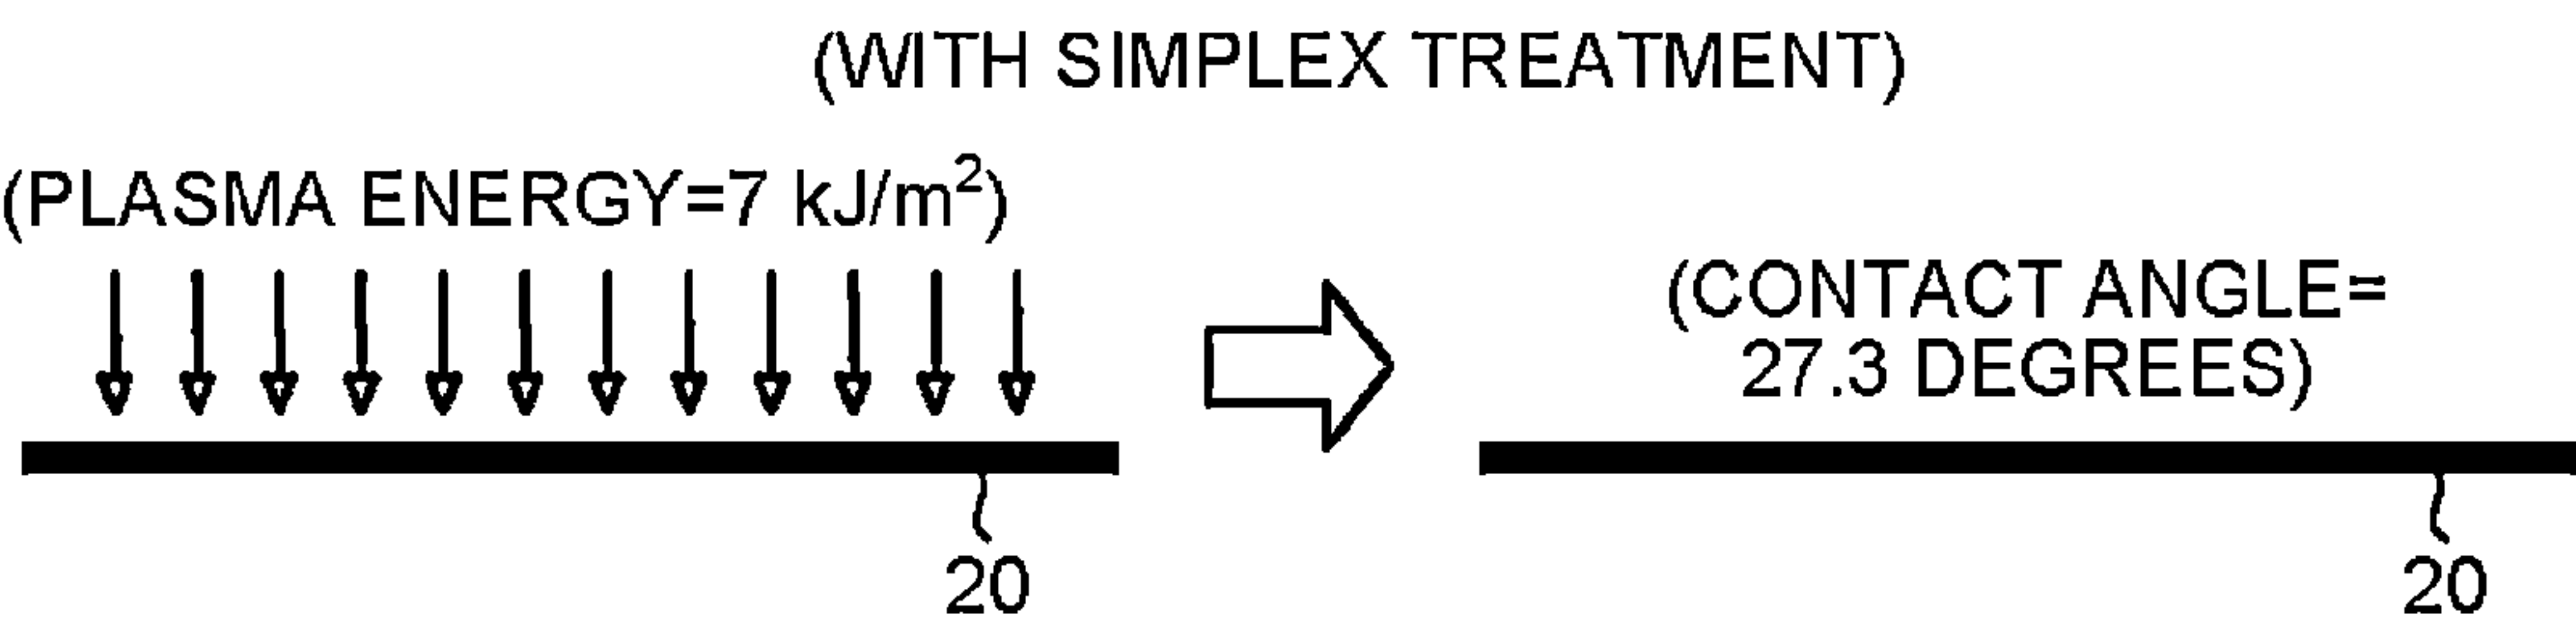 (WITH SIMPLEX TREATMENT)
(PLASMA ENERGY=7 kJ/m²)
(CONTACT ANGLE=
27.3 DEGREES)
20
20